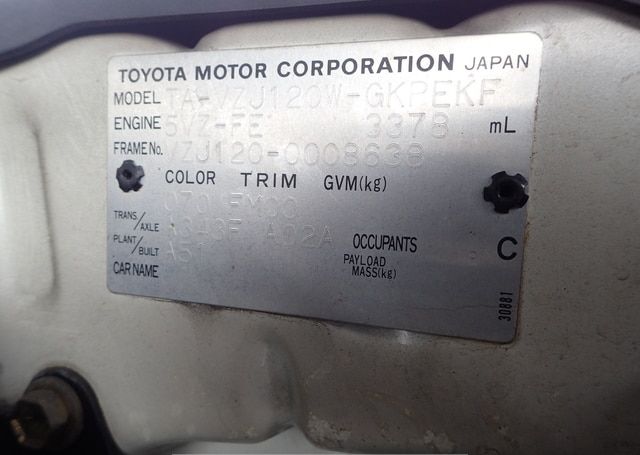 TOYOTA MOTOR CORPORATION JAPAN
MODEL TA-VZJ120W-GKPEKF
ENGINE 5VZ-FE 3378 mL
FRAME No. VZJ120-0008638
COLOR TRIM GVM(kg)
070 FM00
TRANS/AXLE A340F A02A OCCUPANTS C
PLANT/BUILT A51 PAYLOAD MASS(kg)
CAR NAME
30881